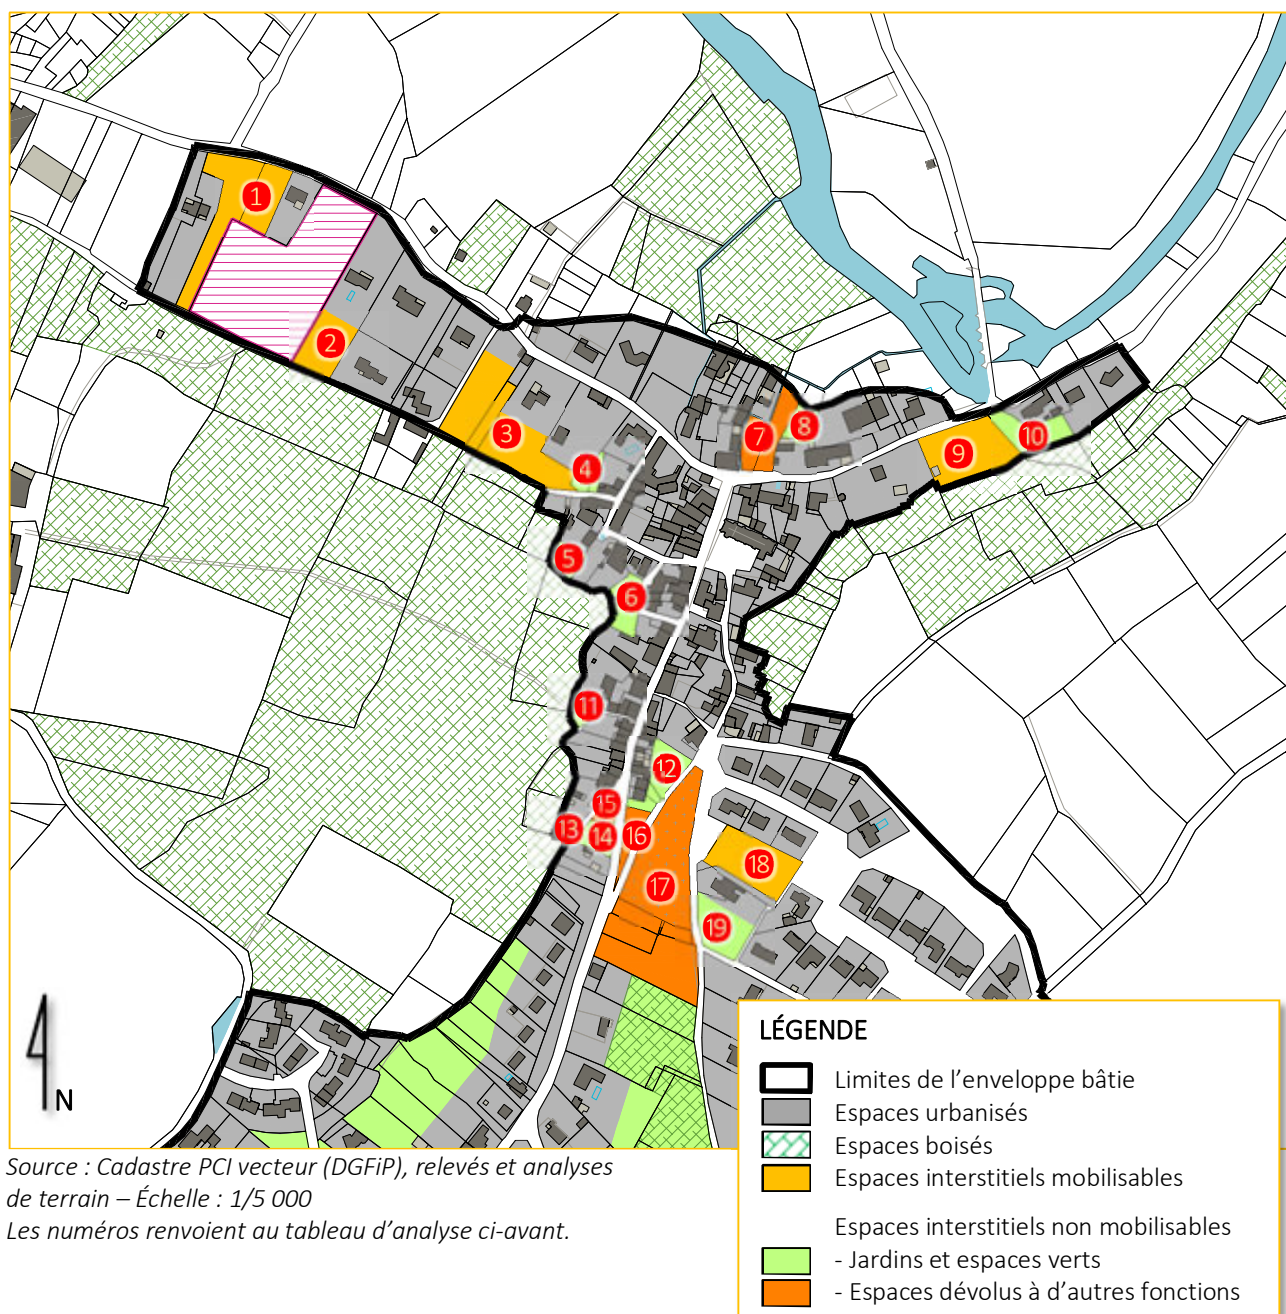 1
2
3
4
5
6
7
8
9
10
11
12
13
14
15
16
17
18
19
N
LÉGENDE
Limites de l'enveloppe bâtie
Espaces urbanisés
Espaces boisés
Espaces interstitiels mobilisables
Espaces interstitiels non mobilisables
- Jardins et espaces verts
- Espaces dévolus à d'autres fonctions
Source : Cadastre PCI vecteur (DGFiP), relevés et analyses
de terrain – Échelle : 1/5 000
Les numéros renvoient au tableau d'analyse ci-avant.